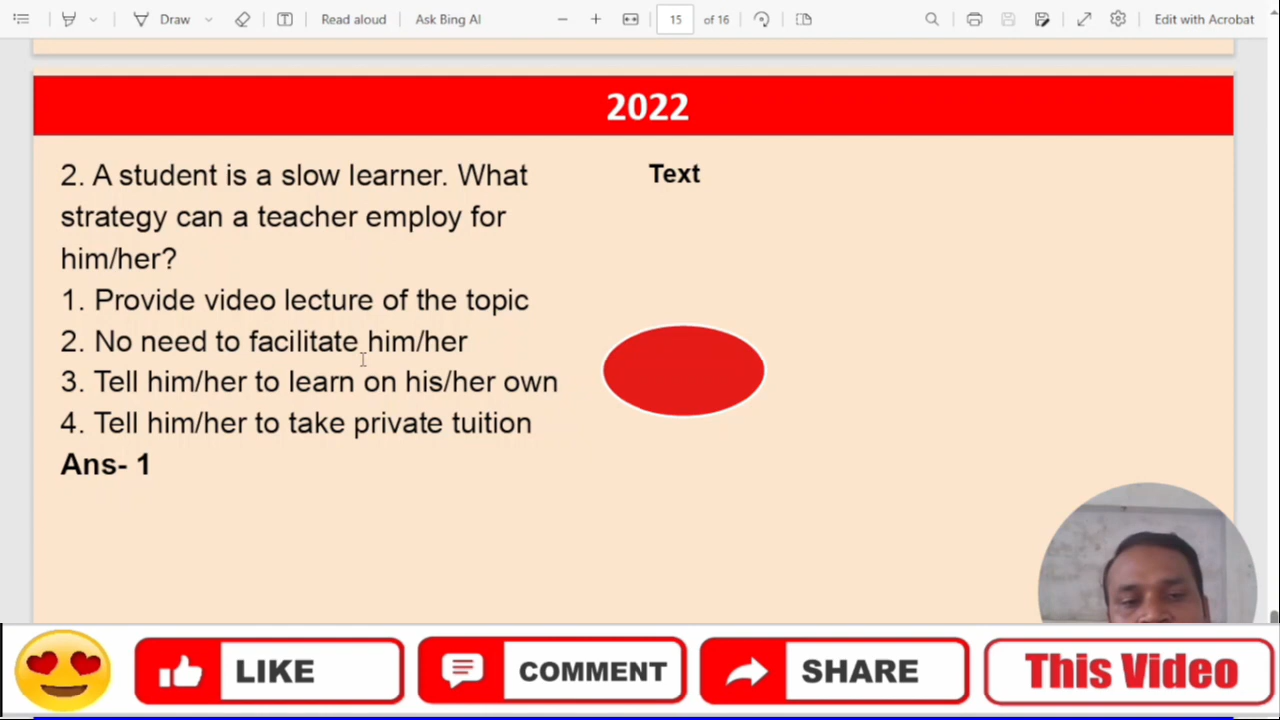 Draw
Read aloud
Ask Bing AI
15 of 16
Edit with Acrobat
2022
2. A student is a slow learner. What
strategy can a teacher employ for
him/her?
1. Provide video lecture of the topic
2. No need to facilitate him/her
3. Tell him/her to learn on his/her own
4. Tell him/her to take private tuition
Ans- 1
Text
LIKE
COMMENT
SHARE
This Video